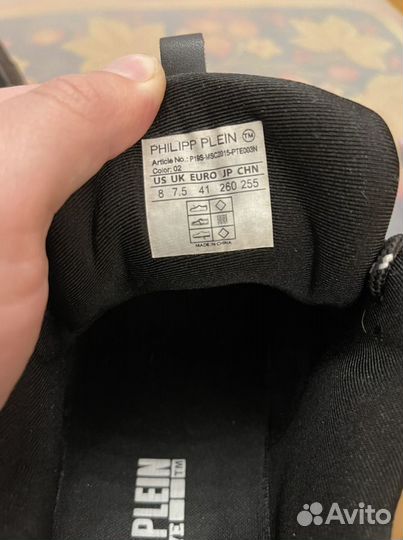 PHILIPP PLEIN TM
Article No.: P19S-MSC2015-PTE003N
Color: 02
US UK EURO JP CHN
8 7.5 41 260 255
MADE IN CHINA
PLEIN
TM
Avito